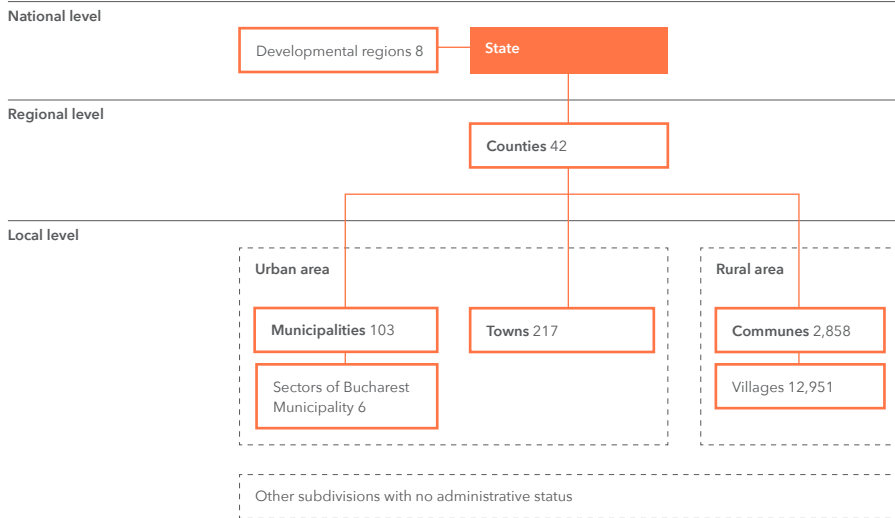 National level
Developmental regions 8
State
Regional level
Counties 42
Local level
Urban area
Rural area
Municipalities 103
Towns 217
Communes 2,858
Sectors of Bucharest
Municipality 6
Villages 12,951
Other subdivisions with no administrative status